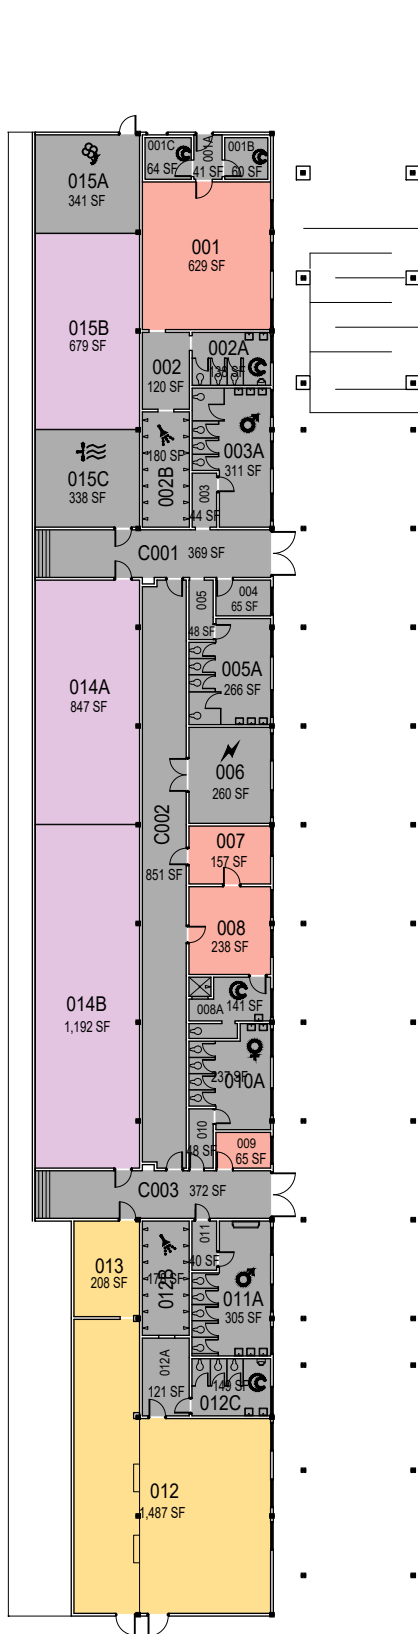 001C
64 SF
001A
41 SF
001B
60 SF
015A
341 SF
001
629 SF
015B
679 SF
002
120 SF
002A
138 SF
015C
338 SF
002B
180 SF
003A
311 SF
003
44 SF
C001 369 SF
004
65 SF
005
48 SF
005A
266 SF
014A
847 SF
006
260 SF
C002
851 SF
007
157 SF
008
238 SF
014B
1,192 SF
008A
141 SF
237 SF
010A
010
48 SF
009
65 SF
C003 372 SF
011
40 SF
013
208 SF
012B
011A
305 SF
012A
121 SF
149 SF
012C
012
1,487 SF